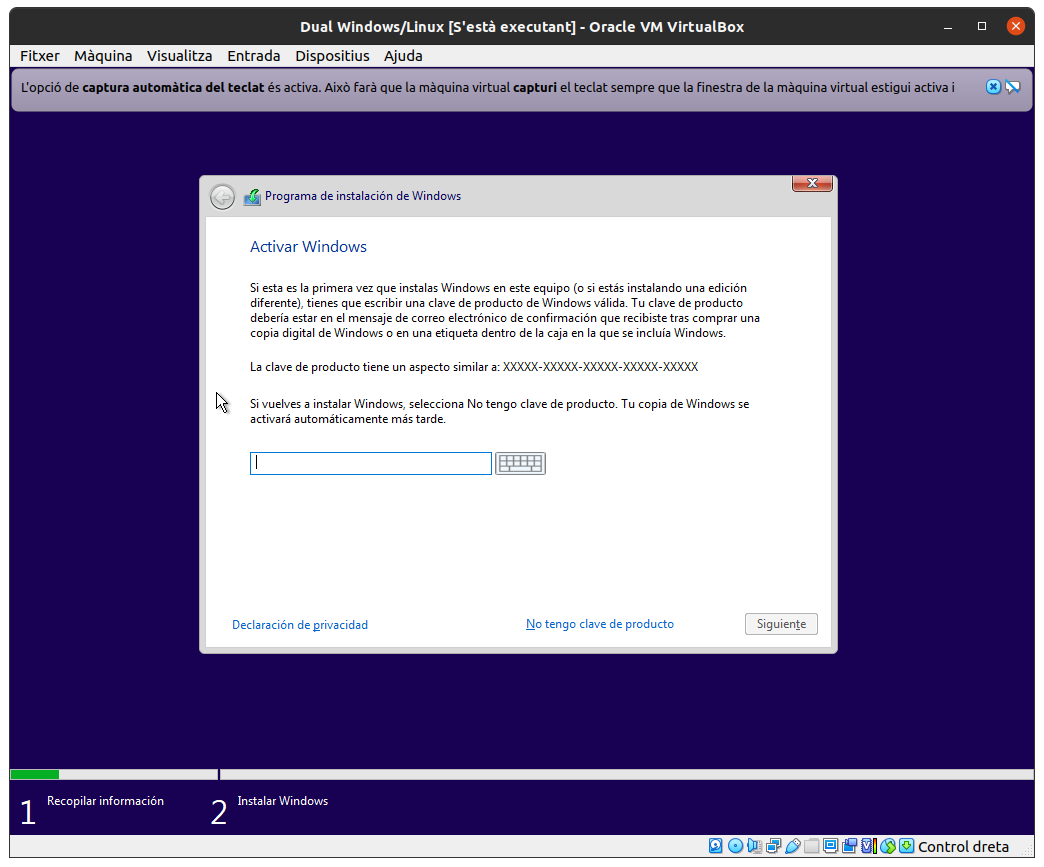 Dual Windows/Linux [S'està executant] - Oracle VM VirtualBox
Fitxer Màquina Visualitza Entrada Dispositius Ajuda
L'opció de captura automàtica del teclat és activa. Això farà que la màquina virtual capturi el teclat sempre que la finestra de la màquina virtual estigui activa i
Programa de instalación de Windows
Activar Windows
Si esta es la primera vez que instalas Windows en este equipo (o si estás instalando una edición
diferente), tienes que escribir una clave de producto de Windows válida. Tu clave de producto
debería estar en el mensaje de correo electrónico de confirmación que recibiste tras comprar una
copia digital de Windows o en una etiqueta dentro de la caja en la que se incluía Windows.
La clave de producto tiene un aspecto similar a: XXXXX-XXXXX-XXXXX-XXXXX-XXXXX
Si vuelves a instalar Windows, selecciona No tengo clave de producto. Tu copia de Windows se
activará automáticamente más tarde.
Declaración de privacidad
No tengo clave de producto
Siguiente
1 Recopilar información
2 Instalar Windows
Control dreta